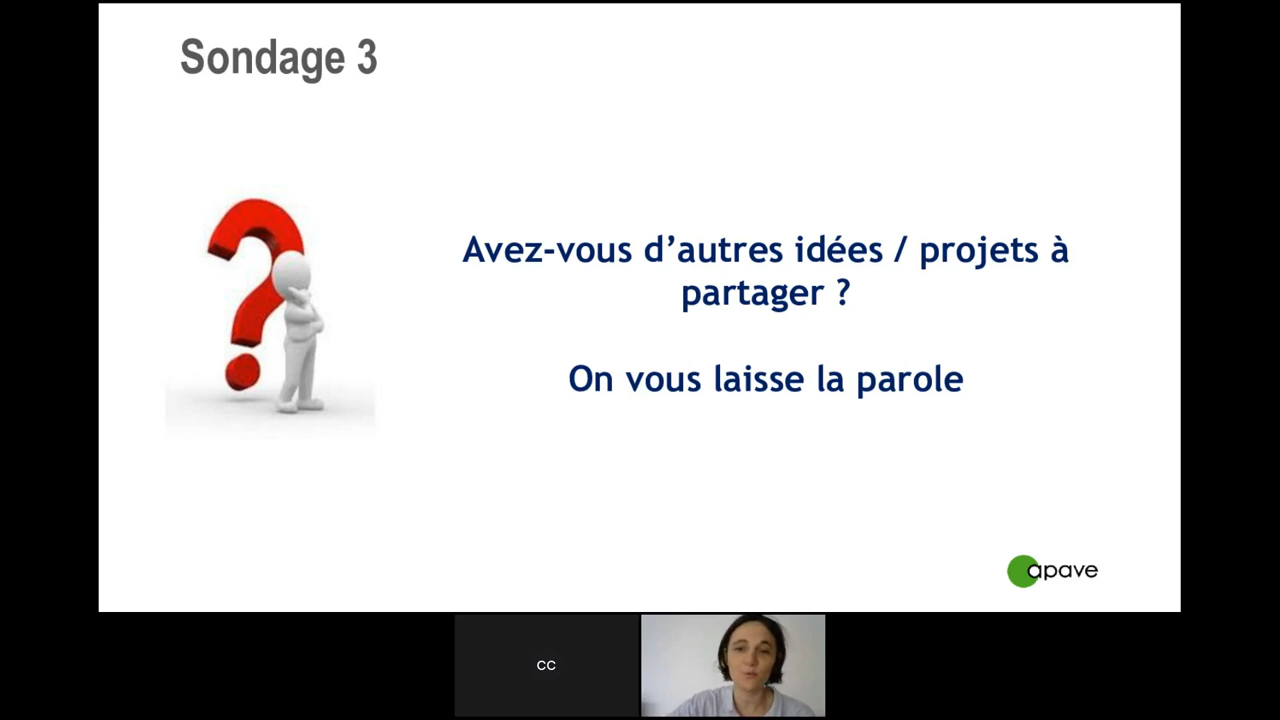 Sondage 3
Avez-vous d’autres idées / projets à
partager ?
On vous laisse la parole
apave
CC